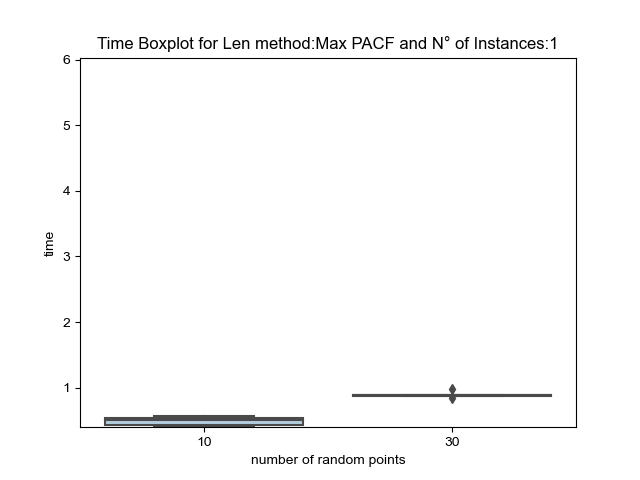 Time Boxplot for Len method:Max PACF and N° of Instances:1
6
5
4
3
2
1
time
10 30
number of random points